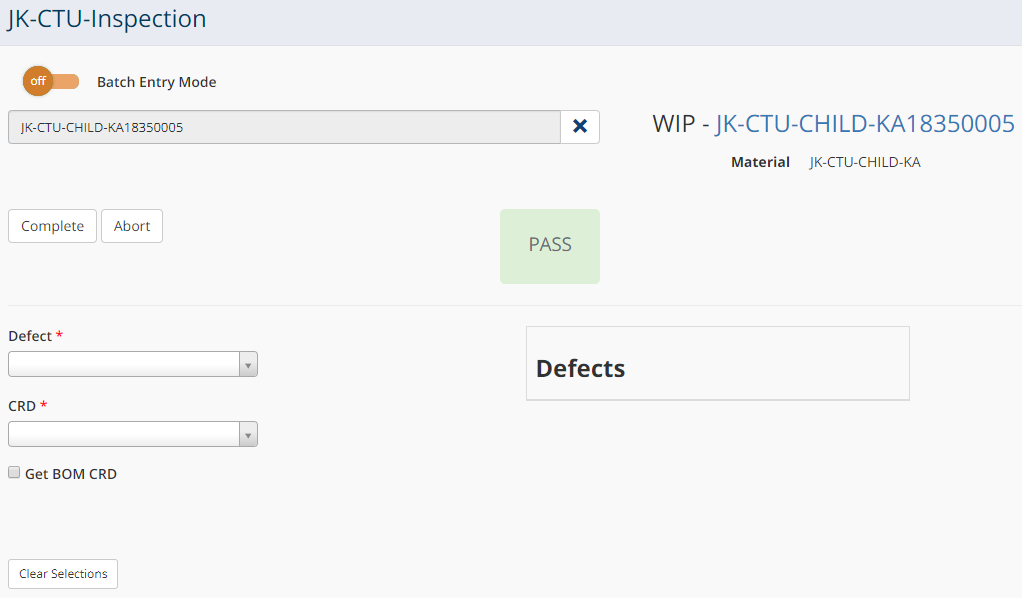 JK-CTU-Inspection
off
Batch Entry Mode
JK-CTU-CHILD-KA18350005
WIP - JK-CTU-CHILD-KA18350005
Material JK-CTU-CHILD-KA
Complete
Abort
PASS
Defect *
Defects
CRD *
Get BOM CRD
Clear Selections